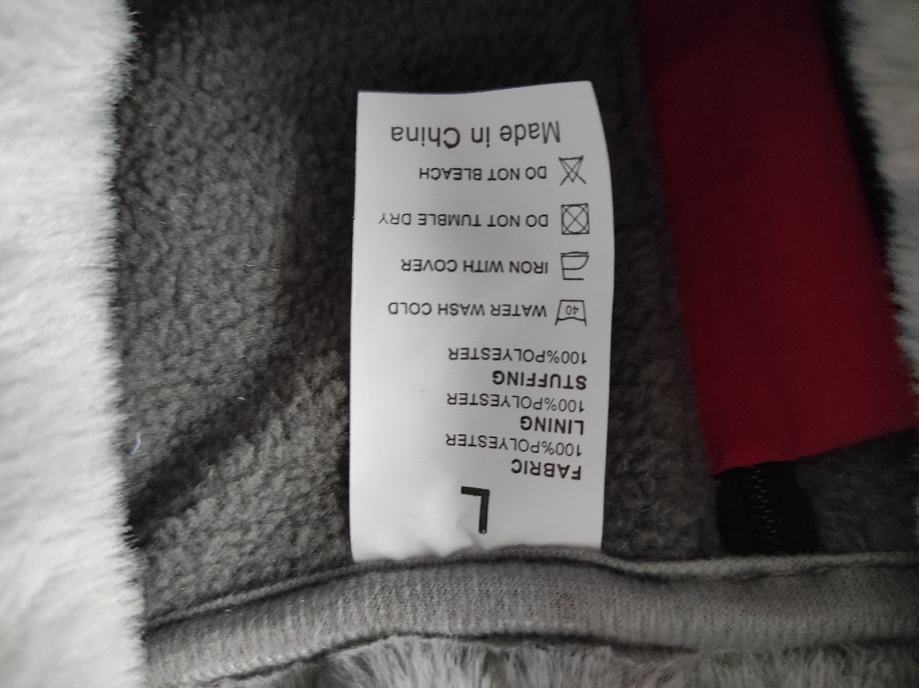 L
FABRIC
100%POLYESTER
LINING
100%POLYESTER
STUFFING
100%POLYESTER
40 WATER WASH COLD
IRON WITH COVER
DO NOT TUMBLE DRY
DO NOT BLEACH
Made in China